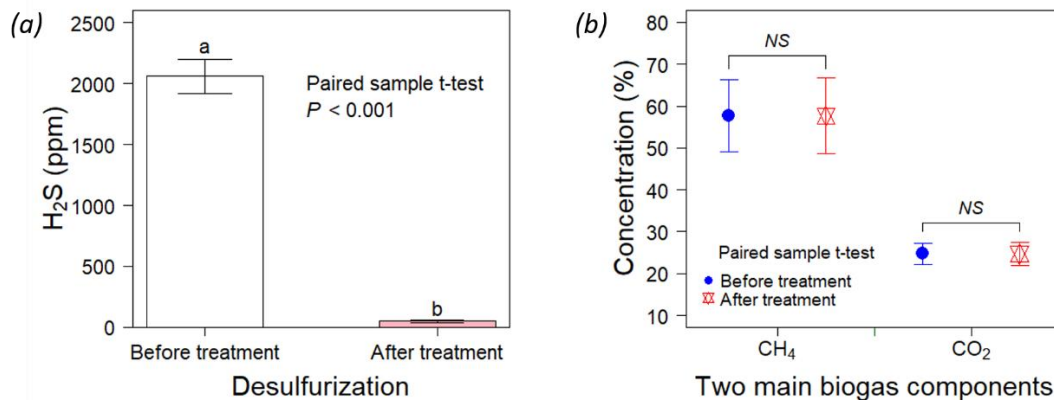 (a)
2500
2000
1500
1000
500
0
H₂S (ppm)
a
b
Paired sample t-test
P < 0.001
Before treatment
After treatment
Desulfurization
(b)
80
70
60
50
40
30
20
10
Concentration (%)
NS
NS
Paired sample t-test
Before treatment
After treatment
CH₄
CO₂
Two main biogas components